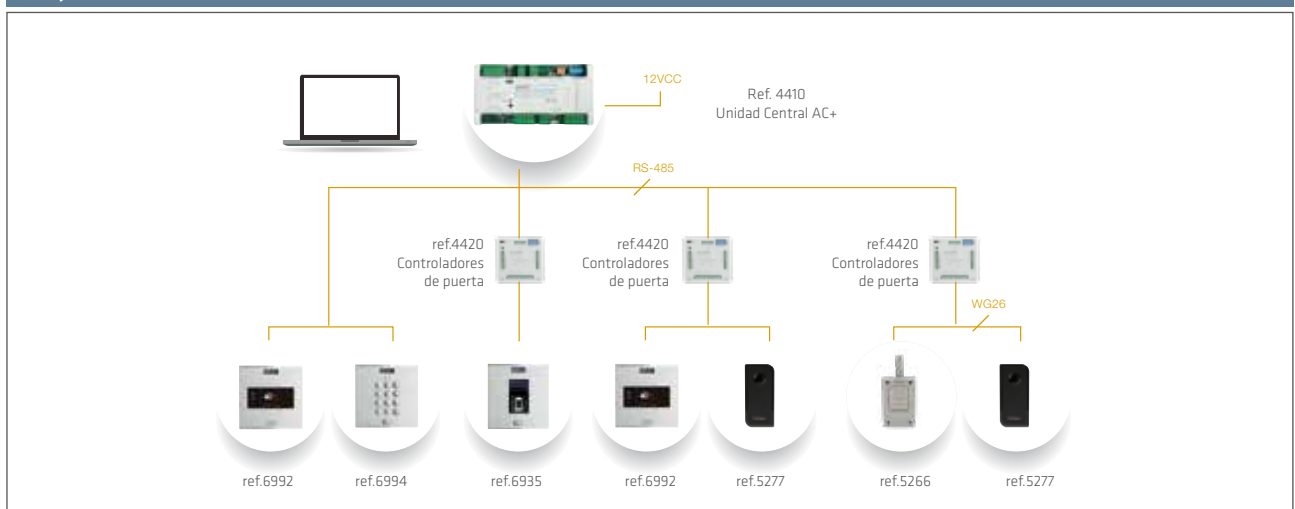 12VCC
Ref. 4410
Unidad Central AC+
RS-485
ref.4420
Controladores
de puerta
ref.4420
Controladores
de puerta
ref.4420
Controladores
de puerta
WG26
ref.6992
ref.6994
ref.6935
ref.6992
ref.5277
ref.5266
ref.5277